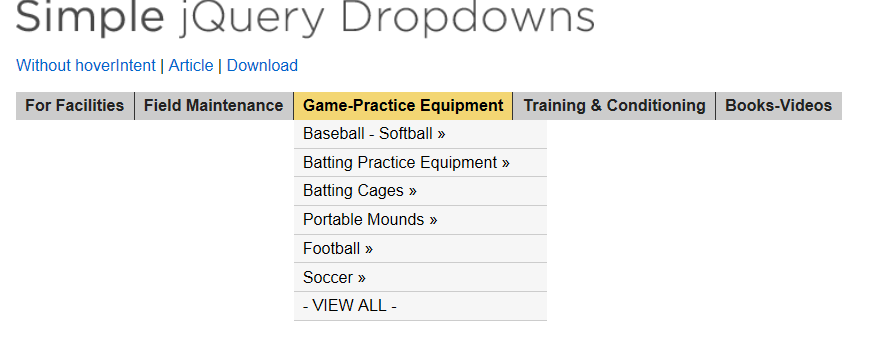 Simple jQuery Dropdowns
Without hoverIntent | Article | Download
For Facilities Field Maintenance Game-Practice Equipment Training & Conditioning Books-Videos
Baseball - Softball »
Batting Practice Equipment »
Batting Cages »
Portable Mounds »
Football »
Soccer »
- VIEW ALL -